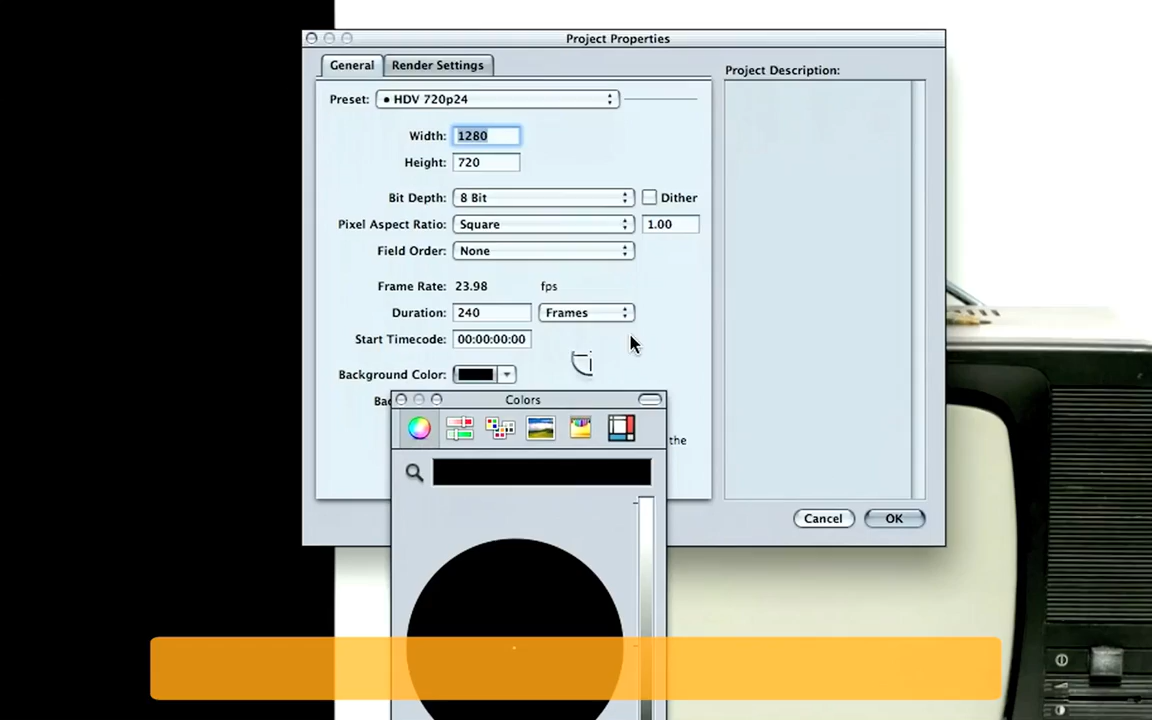 Project Properties
General
Render Settings
Project Description:
Preset: • HDV 720p24
Width: 1280
Height: 720
Bit Depth: 8 Bit
Dither
Pixel Aspect Ratio: Square
1.00
Field Order: None
Frame Rate: 23.98 fps
Duration: 240 Frames
Start Timecode: 00:00:00:00
Background Color:
Bac
Colors
the
Cancel
OK